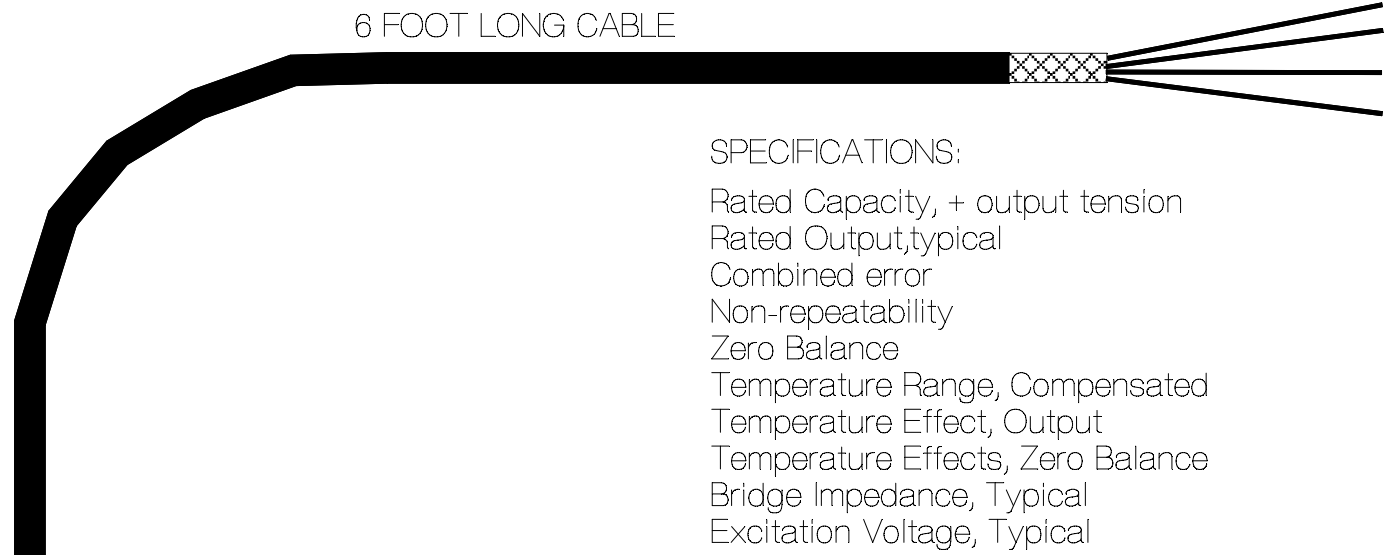 6 FOOT LONG CABLE
SPECIFICATIONS:
Rated Capacity, + output tension
Rated Output,typical
Combined error
Non-repeatability
Zero Balance
Temperature Range, Compensated
Temperature Effect, Output
Temperature Effects, Zero Balance
Bridge Impedance, Typical
Excitation Voltage, Typical